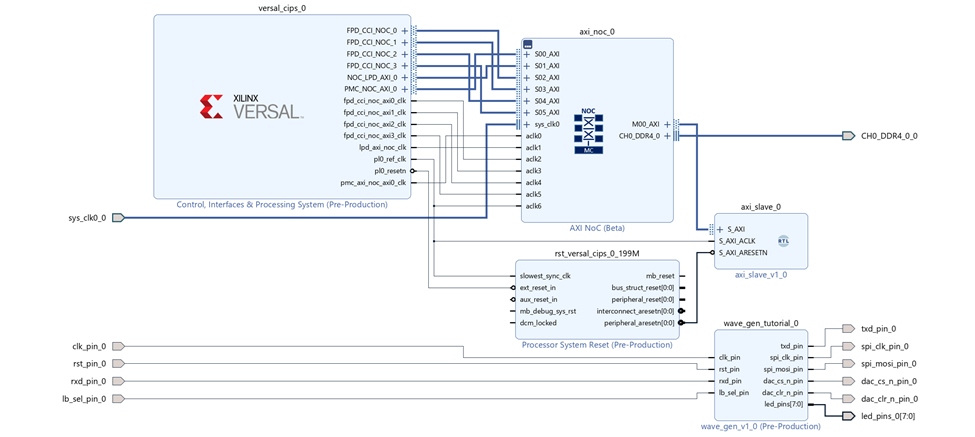 versal_cips_0
FPD_CCI_NOC_0
FPD_CCI_NOC_1
FPD_CCI_NOC_2
FPD_CCI_NOC_3
NOC_LPD_AXI_0
PMC_NOC_AXI_0
fpd_cci_noc_axi0_clk
fpd_cci_noc_axi1_clk
fpd_cci_noc_axi2_clk
fpd_cci_noc_axi3_clk
lpd_axi_noc_clk
pl0_ref_clk
pl0_resetn
pmc_axi_noc_axi0_clk
XILINX
VERSAL
Control, Interfaces & Processing System (Pre-Production)
axi_noc_0
S00_AXI
S01_AXI
S02_AXI
S03_AXI
S04_AXI
S05_AXI
sys_clk0
aclk0
aclk1
aclk2
aclk3
aclk4
aclk5
aclk6
NOC
MC
M00_AXI
CH0_DDR4_0
AXI NoC (Beta)
CH0_DDR4_0_0
sys_clk0_0
axi_slave_0
S_AXI
S_AXI_ACLK
S_AXI_ARESETN
RTL
axi_slave_v1_0
rst_versal_cips_0_199M
slowest_sync_clk
ext_reset_in
aux_reset_in
mb_debug_sys_rst
dcm_locked
mb_reset
bus_struct_reset[0:0]
peripheral_reset[0:0]
interconnect_aresetn[0:0]
peripheral_aresetn[0:0]
Processor System Reset (Pre-Production)
wave_gen_tutorial_0
clk_pin
rst_pin
rxd_pin
lb_sel_pin
txd_pin
spi_clk_pin
spi_mosi_pin
dac_cs_n_pin
dac_clr_n_pin
led_pins[7:0]
wave_gen_v1_0 (Pre-Production)
clk_pin_0
rst_pin_0
rxd_pin_0
lb_sel_pin_0
txd_pin_0
spi_clk_pin_0
spi_mosi_pin_0
dac_cs_n_pin_0
dac_clr_n_pin_0
led_pins_0[7:0]